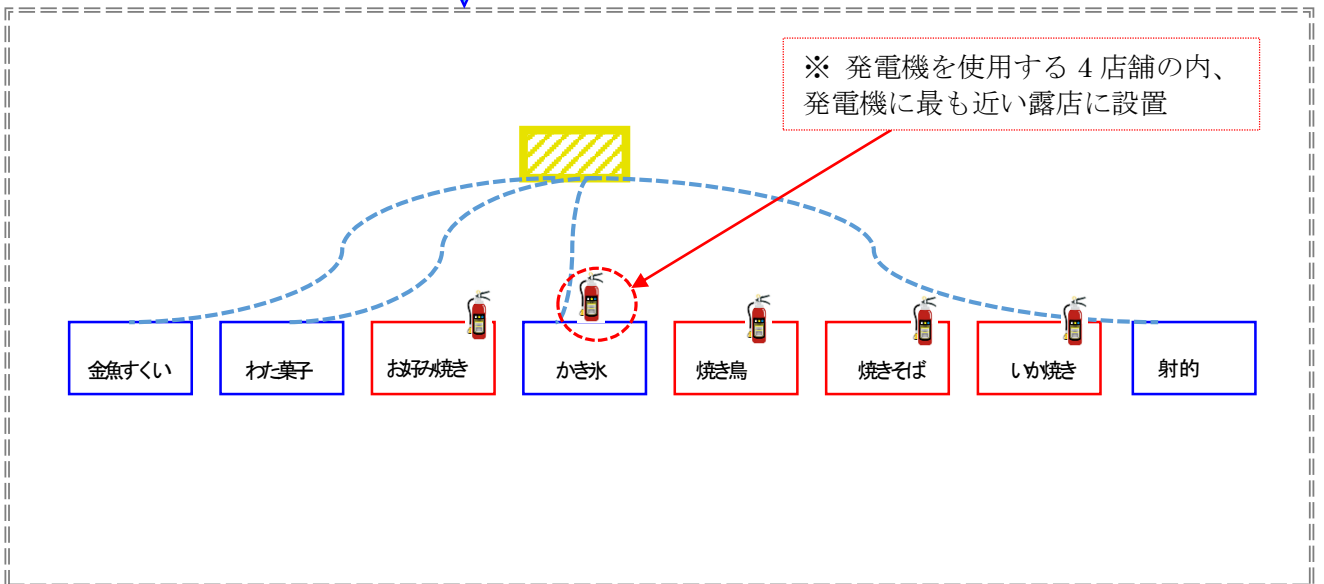 ※ 発電機を使用する 4 店舗の内、
発電機に最も近い露店に設置
金魚すくい
わた菓子
お好み焼き
かき氷
焼き鳥
焼きそば
いか焼き
射的